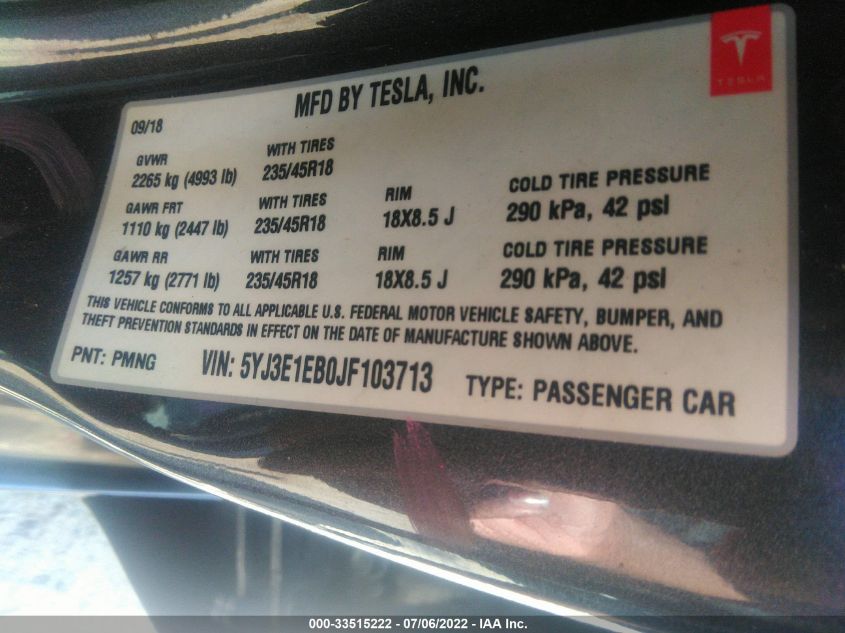 MFD BY TESLA, INC.
TESLA
09/18
GVWR WITH TIRES
2265 kg (4993 lb) 235/45R18
GAWR FRT WITH TIRES RIM COLD TIRE PRESSURE
1110 kg (2447 lb) 235/45R18 18X8.5 J 290 kPa, 42 psi
GAWR RR WITH TIRES RIM COLD TIRE PRESSURE
1257 kg (2771 lb) 235/45R18 18X8.5 J 290 kPa, 42 psi
THIS VEHICLE CONFORMS TO ALL APPLICABLE U.S. FEDERAL MOTOR VEHICLE SAFETY, BUMPER, AND
THEFT PREVENTION STANDARDS IN EFFECT ON THE DATE OF MANUFACTURE SHOWN ABOVE.
PNT: PMNG VIN: 5YJ3E1EB0JF103713 TYPE: PASSENGER CAR
000-33515222 - 07/06/2022 - IAA Inc.